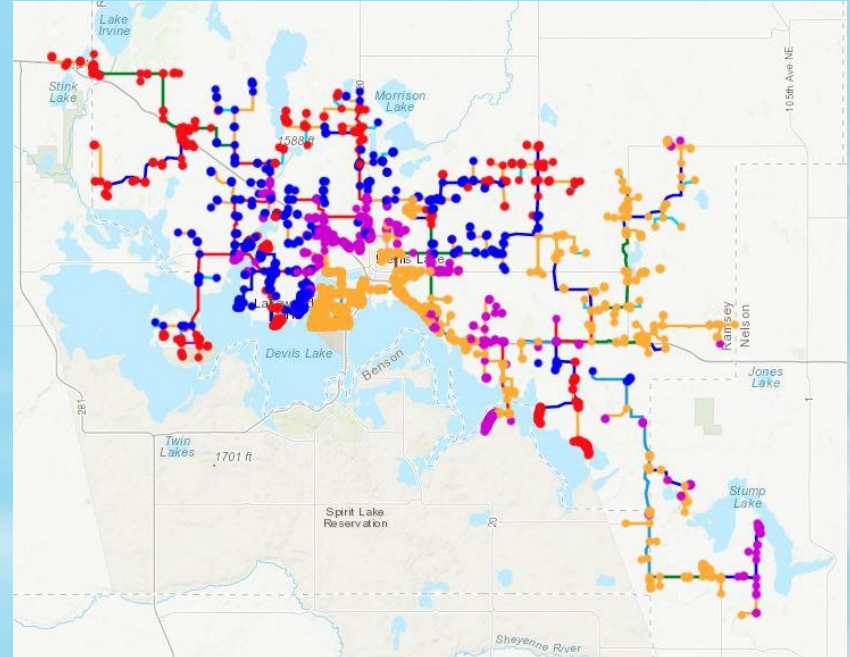 Lake
Irvine
Stink
Lake
Morrison
Lake
105th Ave NE
1588 ft
Lake
Devils Lake
Benson
Ramsey
Nelson
Jones
Lake
281
1
Twin
Lakes
1701 ft
Stump
Lake
Spirit Lake
Reservation
20
Sheyenne River